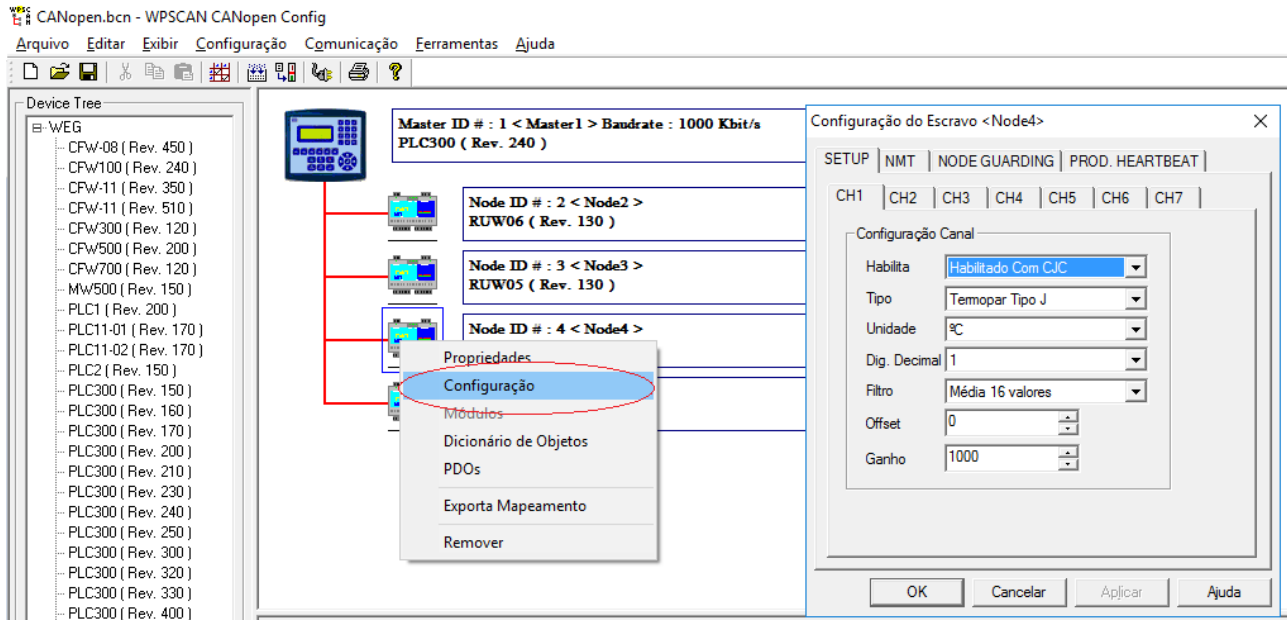 CANopen.bcn - WPSCAN CANopen Config
Arquivo Editar Exibir Configuração Comunicação Ferramentas Ajuda
Device Tree
WEG
CFW-08 ( Rev. 450 )
CFW100 ( Rev. 240 )
CFW-11 ( Rev. 350 )
CFW-11 ( Rev. 510 )
CFW300 ( Rev. 120 )
CFW500 ( Rev. 200 )
CFW700 ( Rev. 120 )
MW500 ( Rev. 150 )
PLC1 ( Rev. 200 )
PLC11-01 ( Rev. 170 )
PLC11-02 ( Rev. 170 )
PLC2 ( Rev. 150 )
PLC300 ( Rev. 150 )
PLC300 ( Rev. 160 )
PLC300 ( Rev. 170 )
PLC300 ( Rev. 200 )
PLC300 ( Rev. 210 )
PLC300 ( Rev. 230 )
PLC300 ( Rev. 240 )
PLC300 ( Rev. 250 )
PLC300 ( Rev. 300 )
PLC300 ( Rev. 320 )
PLC300 ( Rev. 330 )
PLC300 ( Rev. 400 )
Master ID # : 1 < Master1 > Baudrate : 1000 Kbit/s
PLC300 ( Rev. 240 )
Node ID # : 2 < Node2 >
RUW06 ( Rev. 130 )
Node ID # : 3 < Node3 >
RUW05 ( Rev. 130 )
Node ID # : 4 < Node4 >
Propriedades
Configuração
Módulos
Dicionário de Objetos
PDOs
Exporta Mapeamento
Remover
Configuração do Escravo <Node4>
SETUP NMT NODE GUARDING PROD. HEARTBEAT
CH1 CH2 CH3 CH4 CH5 CH6 CH7
Configuração Canal
Habilita Habilitado Com CJC
Tipo Termopar Tipo J
Unidade ºC
Dig. Decimal 1
Filtro Média 16 valores
Offset 0
Ganho 1000
OK Cancelar Aplicar Ajuda